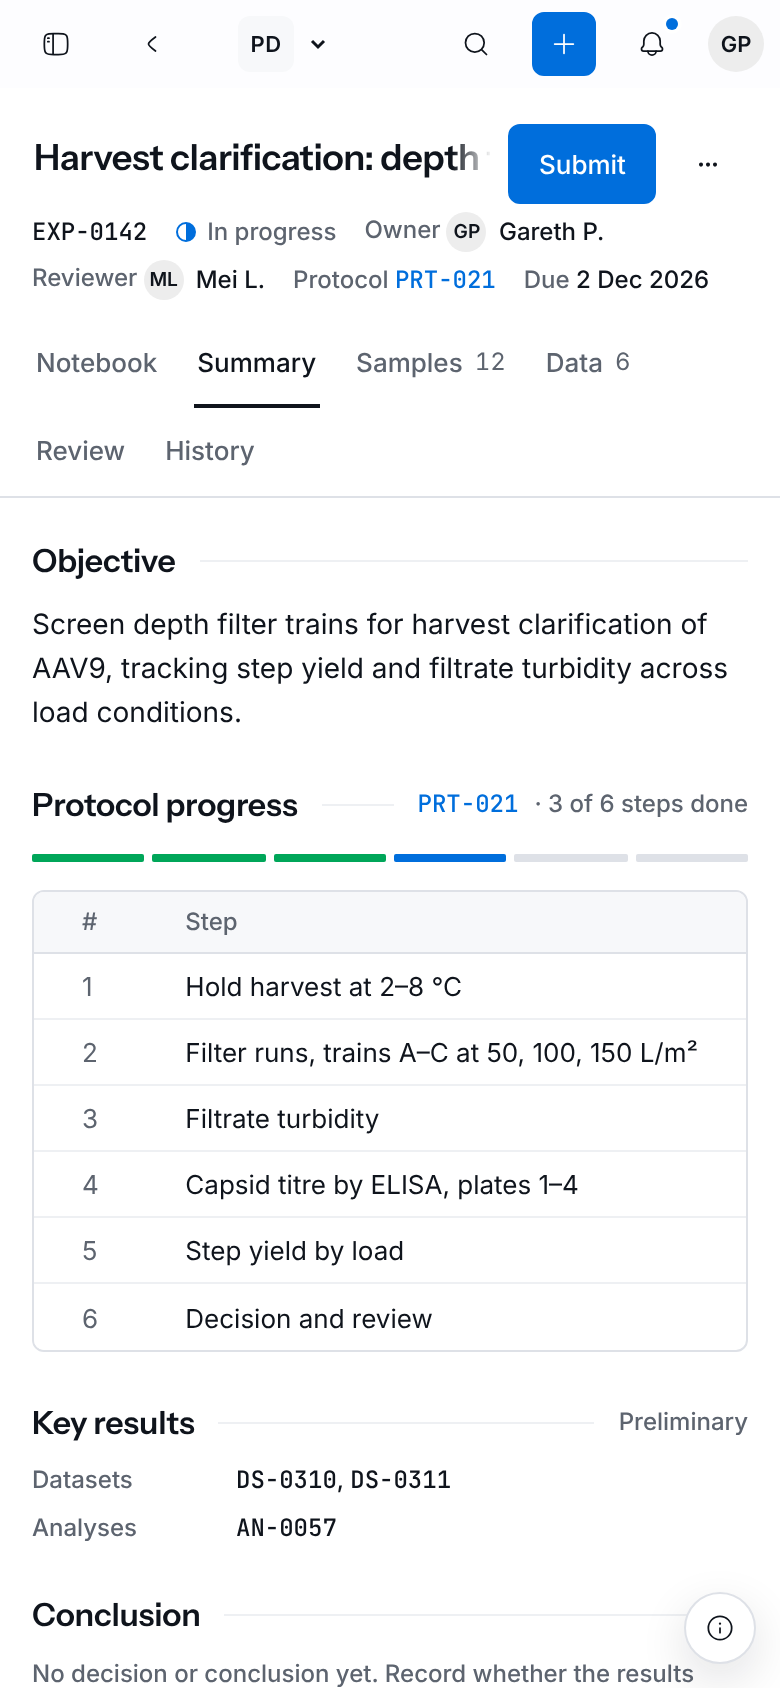 PD
GP
Harvest clarification: depth
Submit
EXP-0142 In progress Owner GP Gareth P.
Reviewer ML Mei L. Protocol PRT-021 Due 2 Dec 2026
Notebook Summary Samples 12 Data 6
Review History
Objective
Screen depth filter trains for harvest clarification of
AAV9, tracking step yield and filtrate turbidity across
load conditions.
Protocol progress PRT-021 · 3 of 6 steps done
# Step
1 Hold harvest at 2–8 °C
2 Filter runs, trains A–C at 50, 100, 150 L/m²
3 Filtrate turbidity
4 Capsid titre by ELISA, plates 1–4
5 Step yield by load
6 Decision and review
Key results Preliminary
Datasets DS-0310, DS-0311
Analyses AN-0057
Conclusion
No decision or conclusion yet. Record whether the results